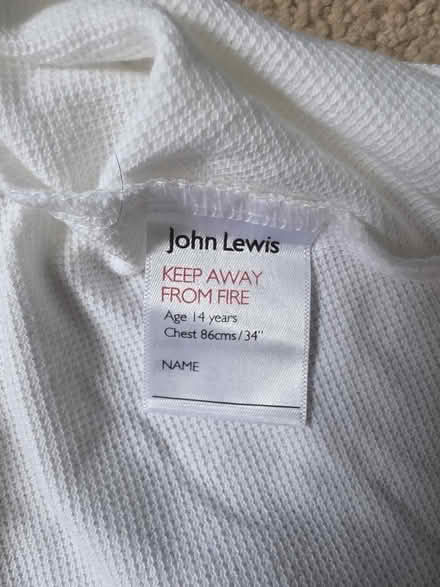 John Lewis
KEEP AWAY
FROM FIRE
Age 14 years
Chest 86cms/34"
NAME